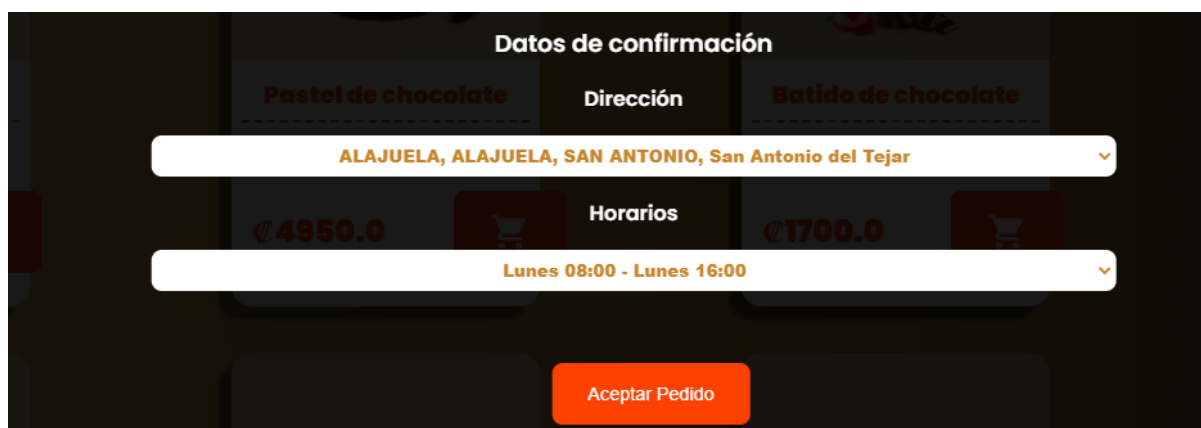 Datos de confirmación
Pastel de chocolate
Dirección
Batido de chocolate
ALAJUELA, ALAJUELA, SAN ANTONIO, San Antonio del Tejar
Horarios
₡4950.0
₡1700.0
Lunes 08:00 - Lunes 16:00
Aceptar Pedido